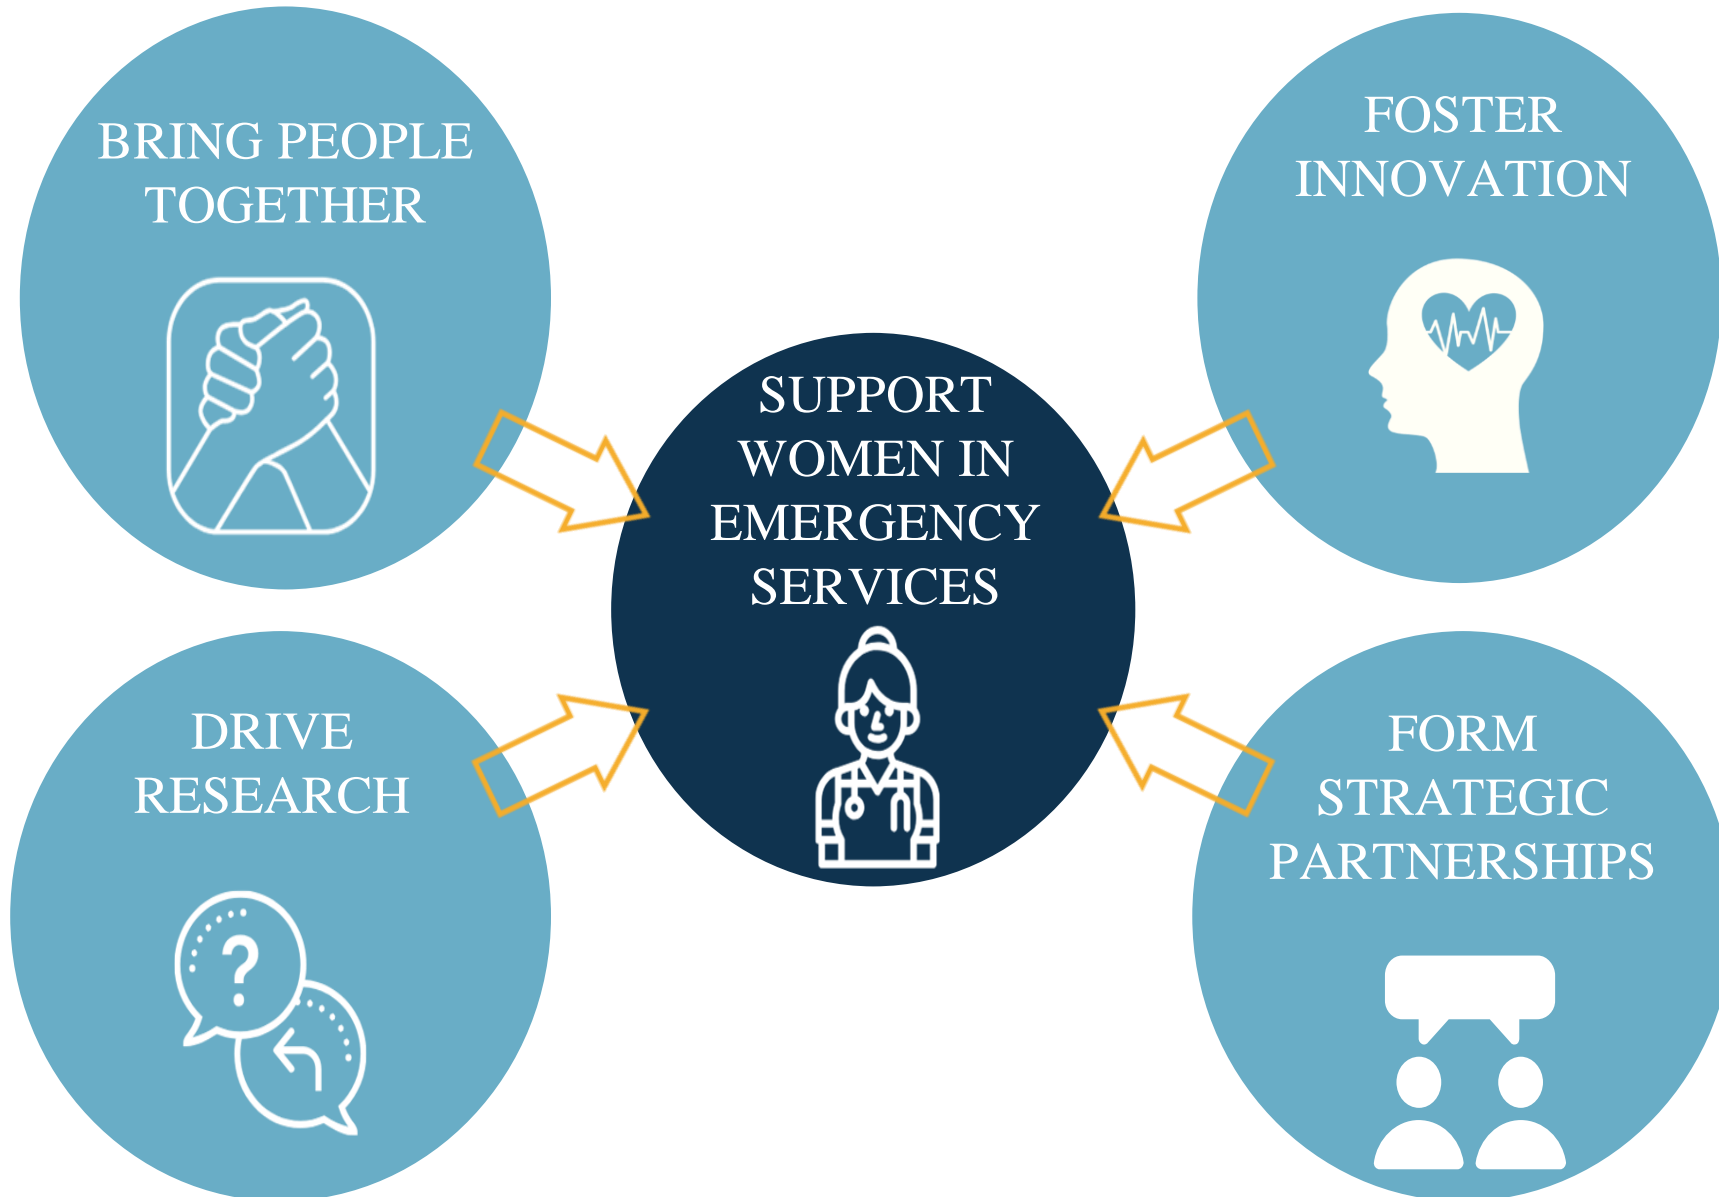 BRING PEOPLE
TOGETHER
FOSTER
INNOVATION
SUPPORT
WOMEN IN
EMERGENCY
SERVICES
DRIVE
RESEARCH
?
FORM
STRATEGIC
PARTNERSHIPS